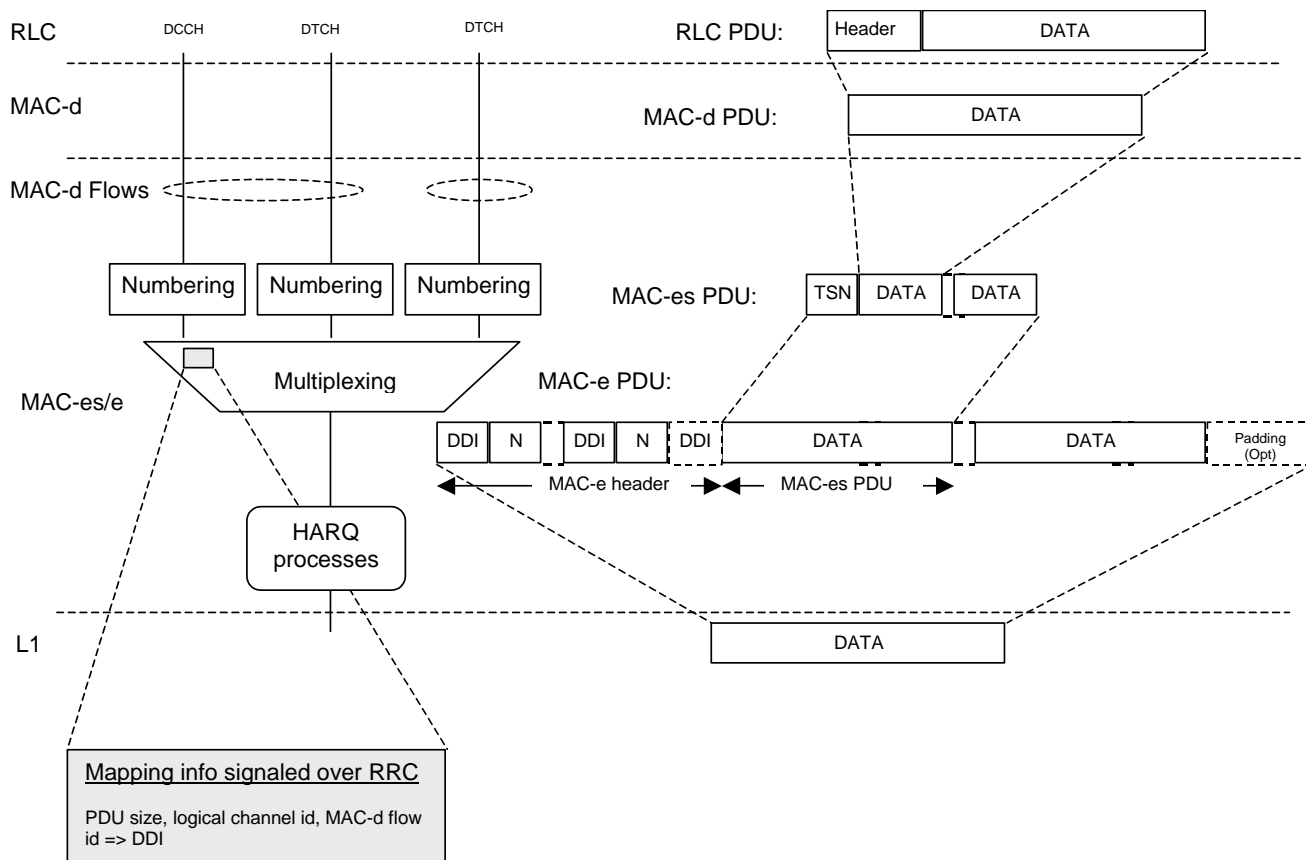 RLC
DCCH
DTCH
DTCH
RLC PDU:
Header
DATA
MAC-d
MAC-d PDU:
DATA
MAC-d Flows
Numbering
Numbering
Numbering
MAC-es PDU:
TSN
DATA
DATA
Multiplexing
MAC-e PDU:
MAC-es/e
DDI
N
DDI
N
DDI
DATA
DATA
Padding
(Opt)
MAC-e header
MAC-es PDU
HARQ
processes
L1
DATA
Mapping info signaled over RRC
PDU size, logical channel id, MAC-d flow
id => DDI